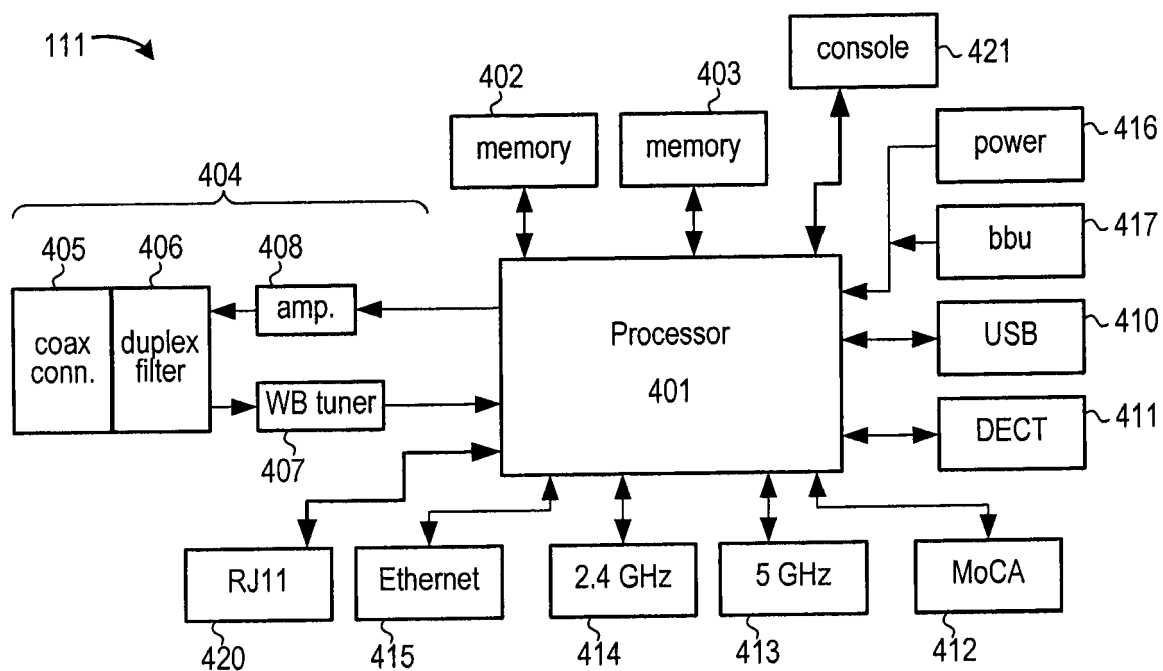 111
console
421
402
403
memory
memory
power
416
404
bbu
417
405
406
408
coax
conn.
duplex
filter
amp.
WB tuner
407
Processor
401
USB
410
DECT
411
RJ11
420
Ethernet
415
2.4 GHz
414
5 GHz
413
MoCA
412